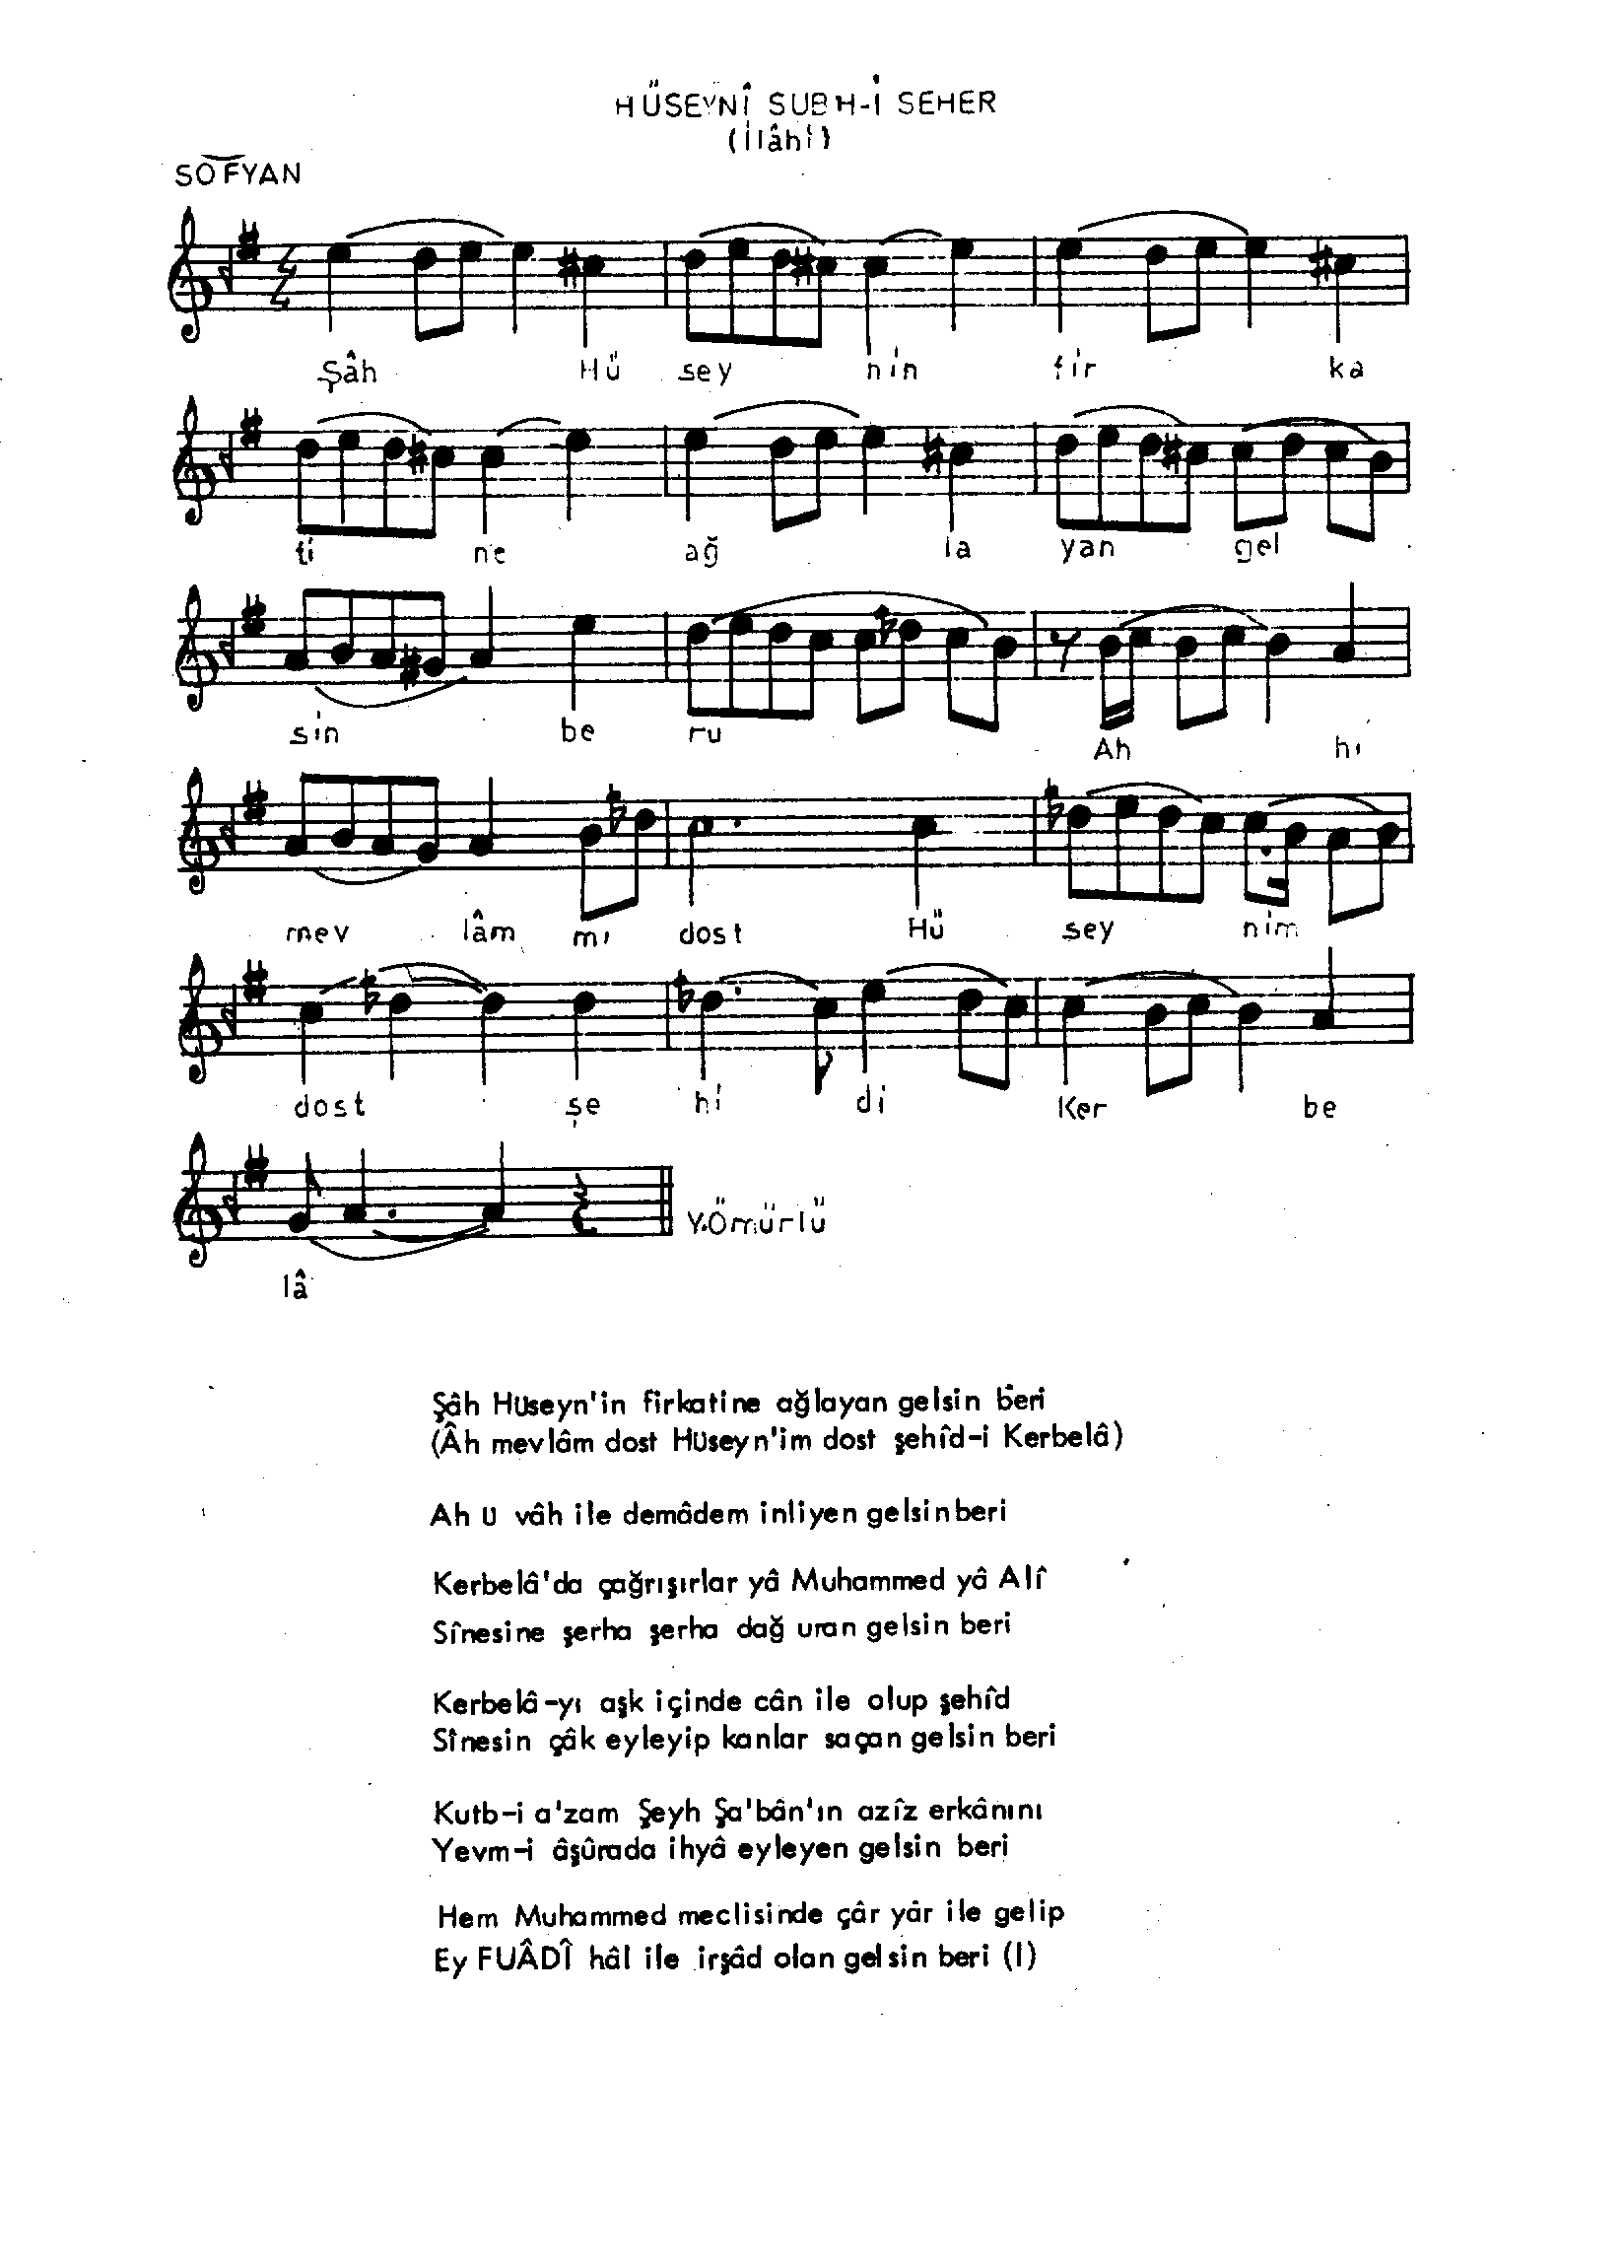 HÜSEYNÎ SUBH-İ SEHER
(İlâhî)
SOFYAN
Şâh Hü sey nin fir ka
ti ne ağ la yan gel
sin be ru Ah hı
mev lâm mı dost Hü sey nim
dost şe hi di Ker be
Y.Ömürlü
lâ
Şâh Hüseyn'in firkatine ağlayan gelsin beri
(Âh mevlâm dost Hüseyn'im dost şehîd-i Kerbelâ)
Ah u vâh ile demâdem inliyen gelsin beri
Kerbelâ'da çağrışırlar yâ Muhammed yâ Alî
Sînesine şerha şerha dağ uran gelsin beri
Kerbelâ-yı aşk içinde cân ile olup şehîd
Sînesin çâk eyleyip kanlar saçan gelsin beri
Kutb-i a'zam Şeyh Şa'bân'ın azîz erkânını
Yevm-i âşûrada ihyâ eyleyen gelsin beri
Hem Muhammed meclisinde çâr yâr ile gelip
Ey FUÂDÎ hâl ile irşâd olan gelsin beri (I)